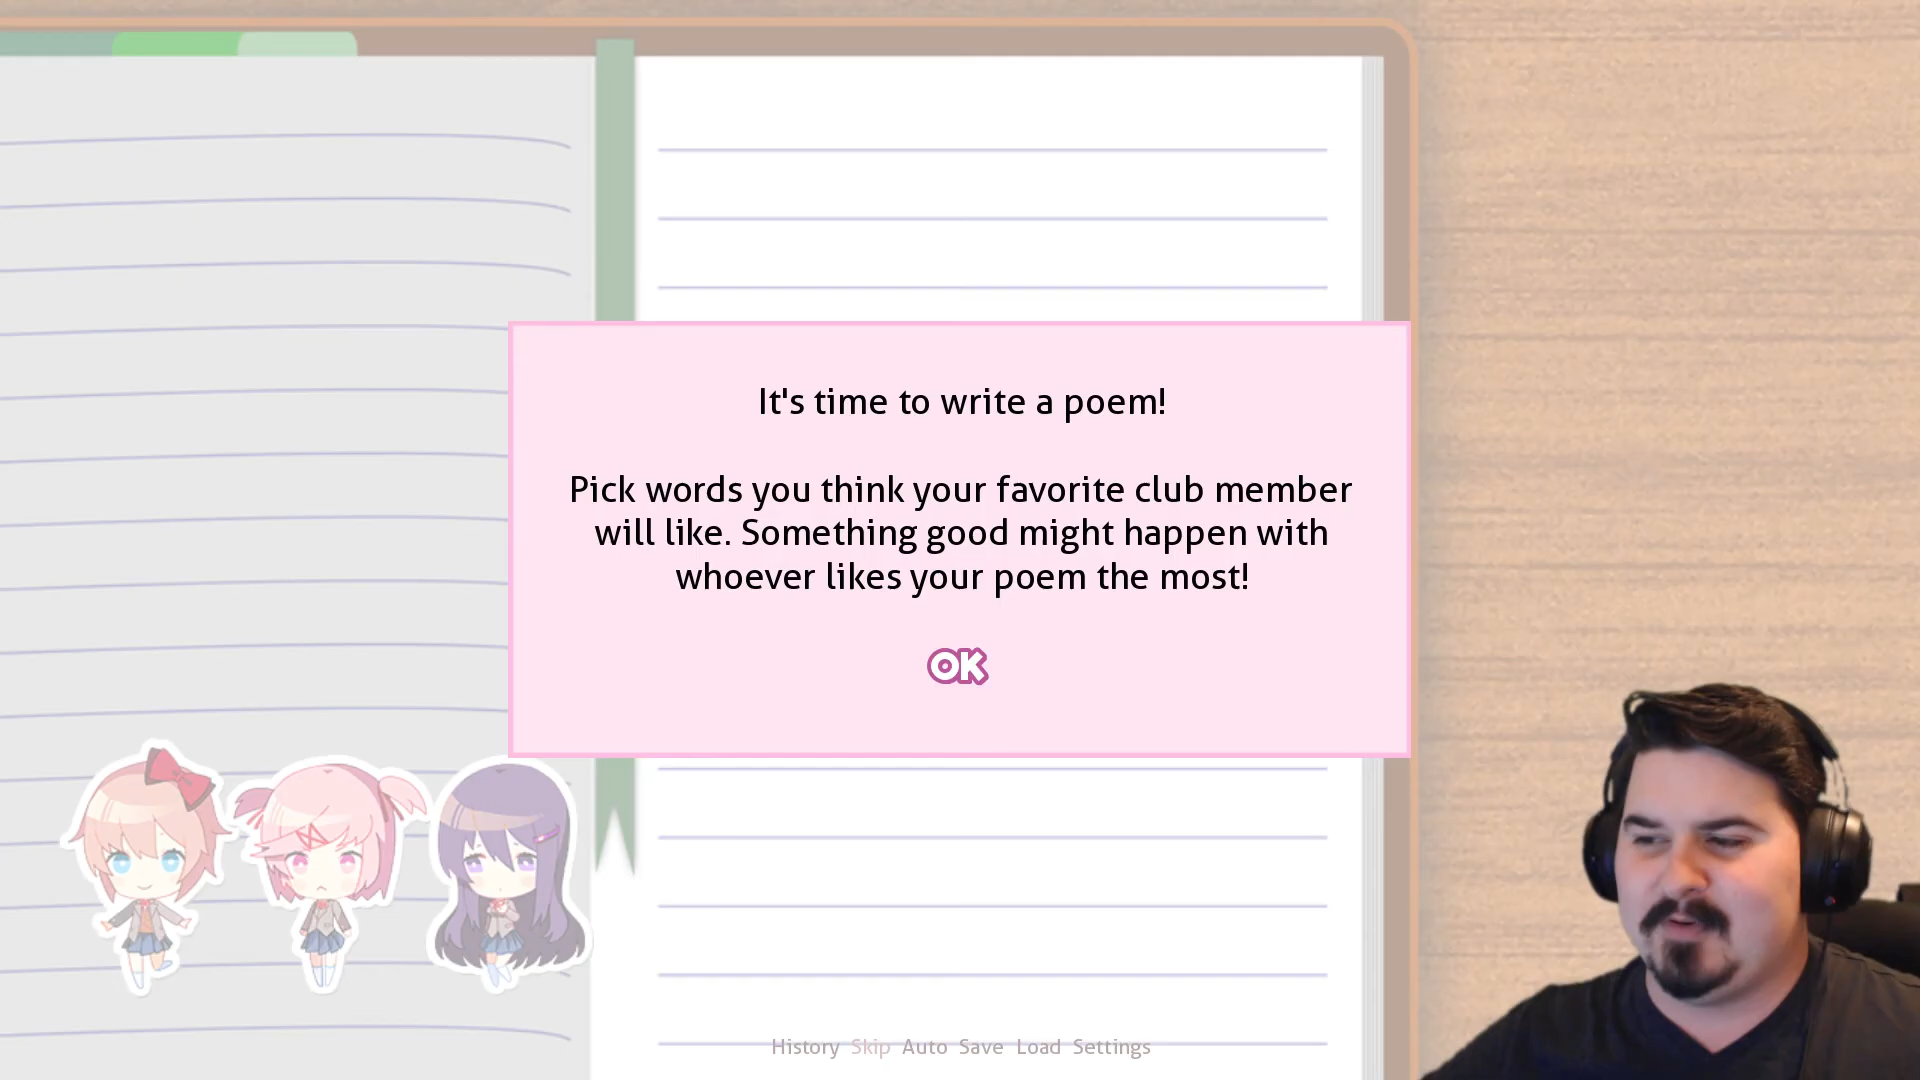 It's time to write a poem!
Pick words you think your favorite club member
will like. Something good might happen with
whoever likes your poem the most!
OK
History Skip Auto Save Load Settings